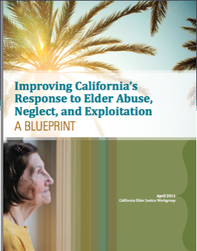 Improving California's
Response to Elder Abuse,
Neglect, and Exploitation
A BLUEPRINT
April 2011
California Elder Justice Workgroup